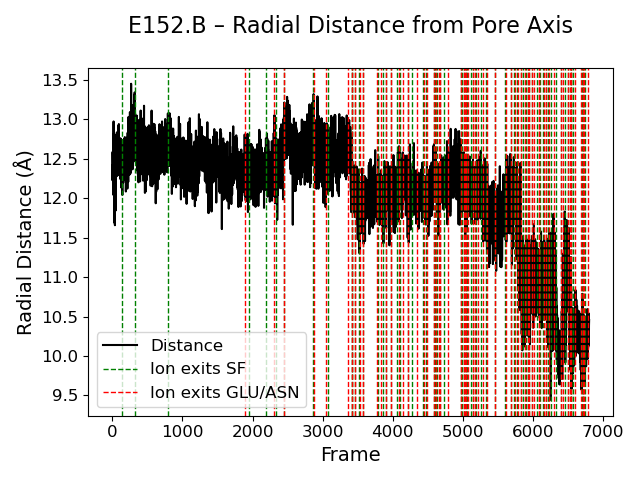 E152.B – Radial Distance from Pore Axis
Radial Distance (Å)
13.5
13.0
12.5
12.0
11.5
11.0
10.5
10.0
9.5
Distance
Ion exits SF
Ion exits GLU/ASN
0 1000 2000 3000 4000 5000 6000 7000
Frame